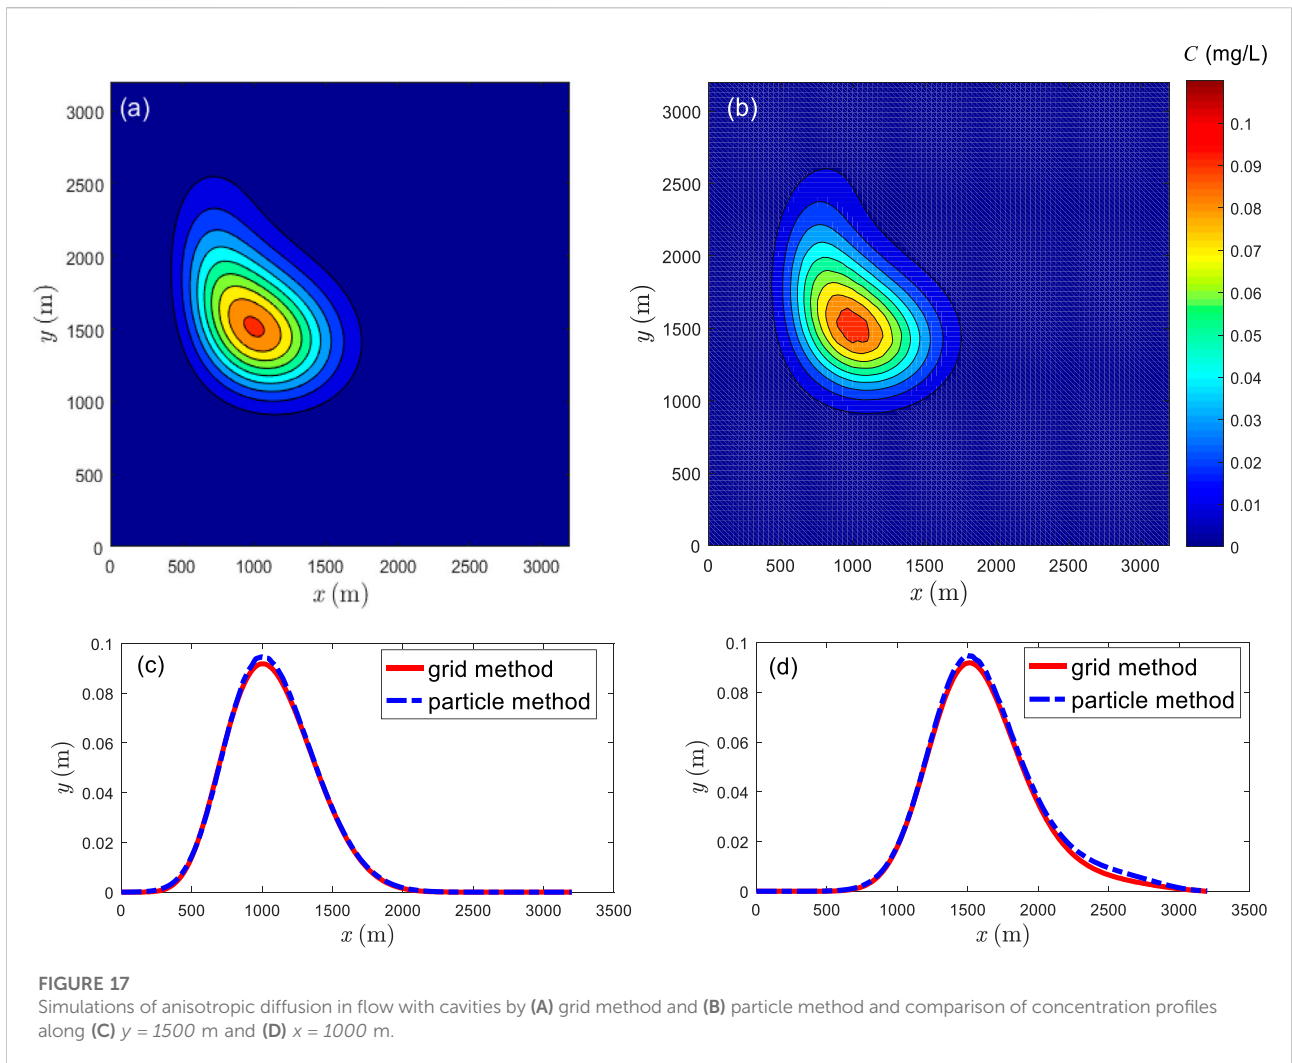 C (mg/L)
(a)
3000
2500
2000
1500
1000
500
0
y (m)
0 500 1000 1500 2000 2500 3000
x (m)
(b)
3000
2500
2000
1500
1000
500
0
y (m)
0 500 1000 1500 2000 2500 3000
x (m)
0.1
0.09
0.08
0.07
0.06
0.05
0.04
0.03
0.02
0.01
0
(c)
grid method
particle method
0.1
0.08
0.06
0.04
0.02
0
y (m)
0 500 1000 1500 2000 2500 3000 3500
x (m)
(d)
grid method
particle method
0.1
0.08
0.06
0.04
0.02
0
y (m)
0 500 1000 1500 2000 2500 3000 3500
x (m)
FIGURE 17
Simulations of anisotropic diffusion in flow with cavities by (A) grid method and (B) particle method and comparison of concentration profiles
along (C) y = 1500 m and (D) x = 1000 m.